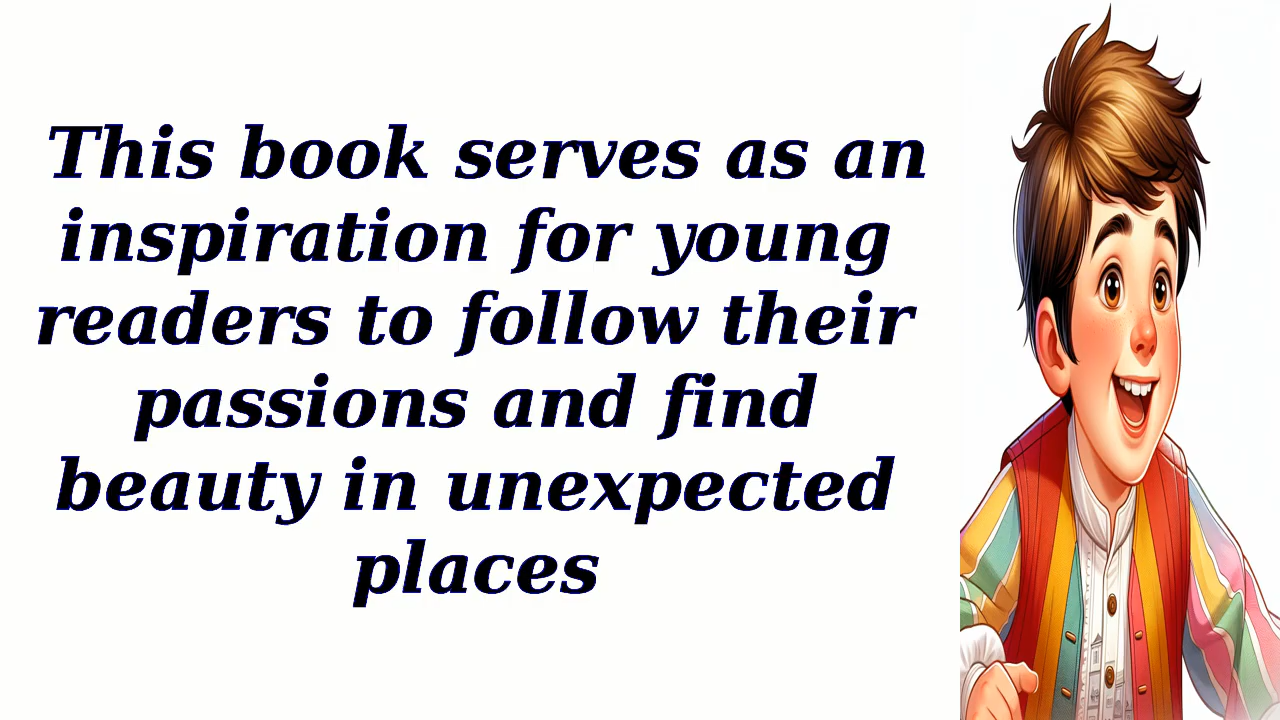 This book serves as an
inspiration for young
readers to follow their
passions and find
beauty in unexpected
places